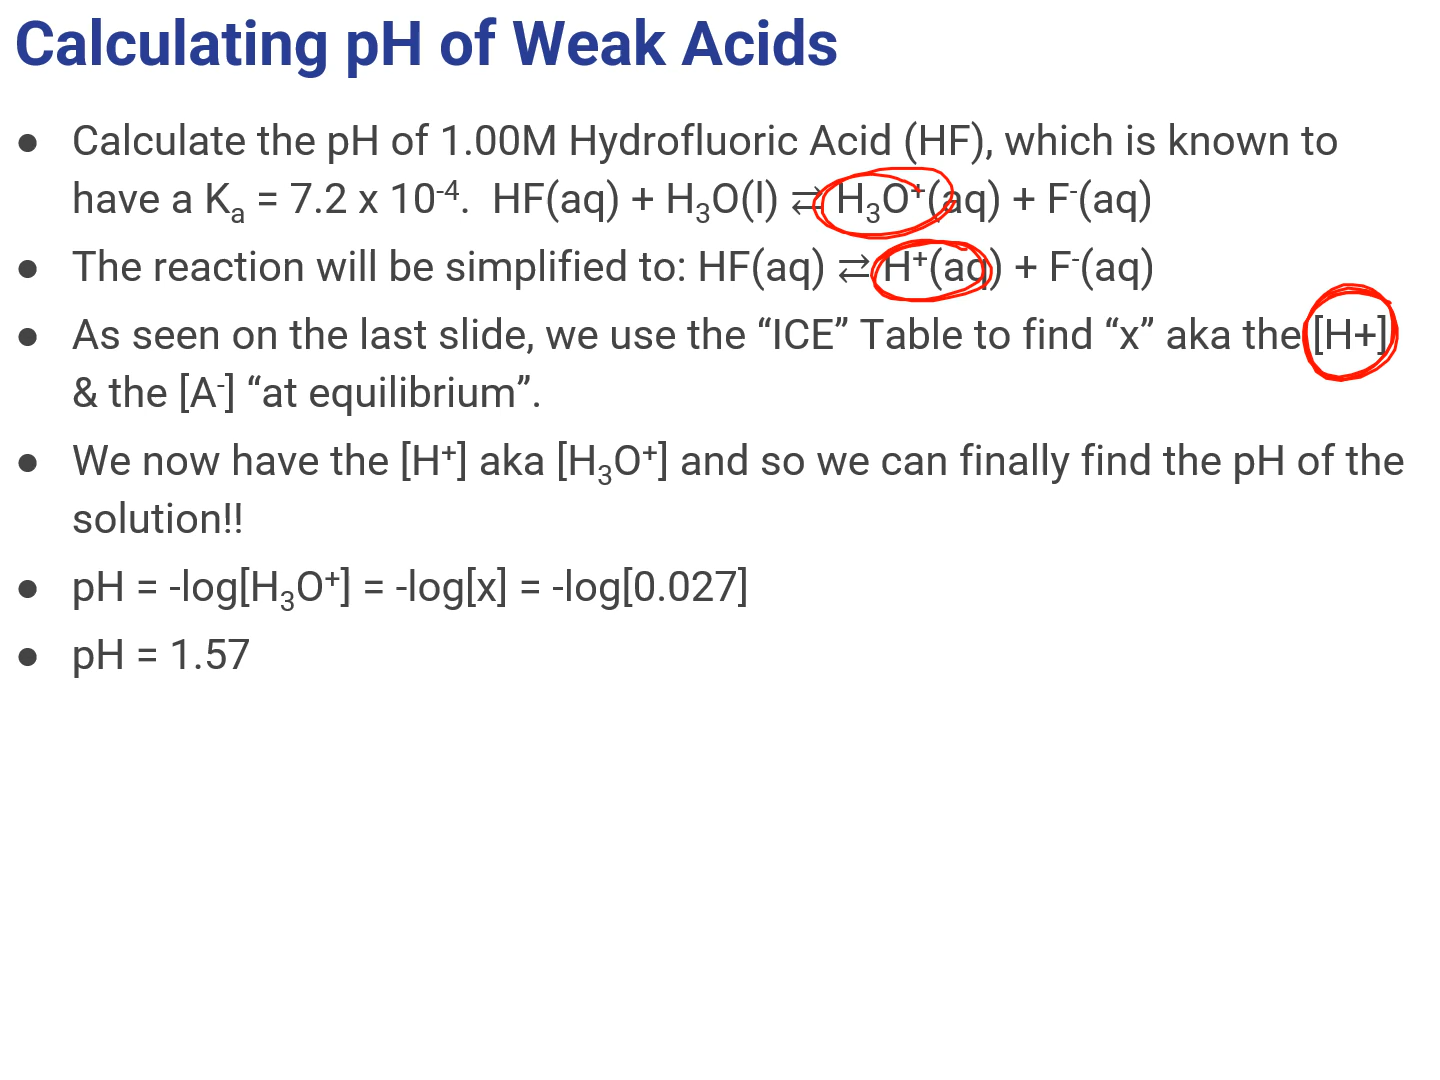 Calculating pH of Weak Acids
● Calculate the pH of 1.00M Hydrofluoric Acid (HF), which is known to
have a Kₐ = 7.2 x 10⁻⁴. HF(aq) + H₃O(l) ⇄ H₃O⁺(aq) + F⁻(aq)
● The reaction will be simplified to: HF(aq) ⇄ H⁺(aq) + F⁻(aq)
● As seen on the last slide, we use the “ICE” Table to find “x” aka the [H+]
& the [A⁻] “at equilibrium”.
● We now have the [H⁺] aka [H₃O⁺] and so we can finally find the pH of the
solution!!
● pH = -log[H₃O⁺] = -log[x] = -log[0.027]
● pH = 1.57